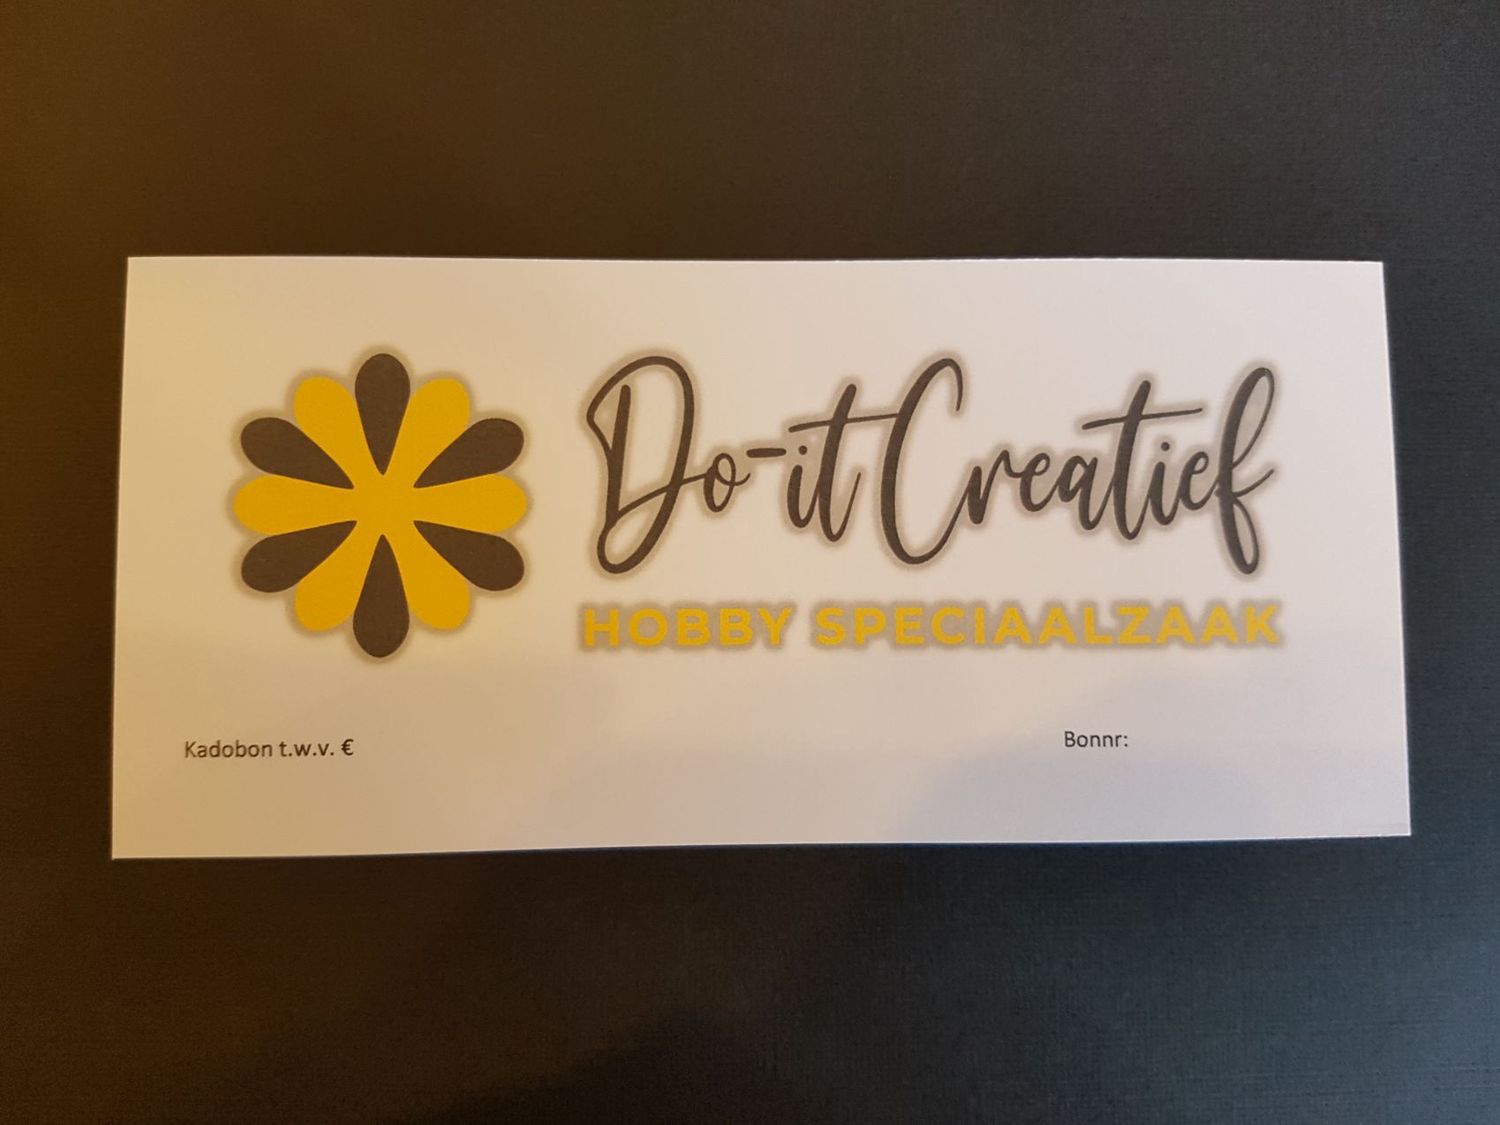 Do-it Creatief
HOBBY SPECIAALZAAK
Kadobon t.w.v. €
Bonnr: